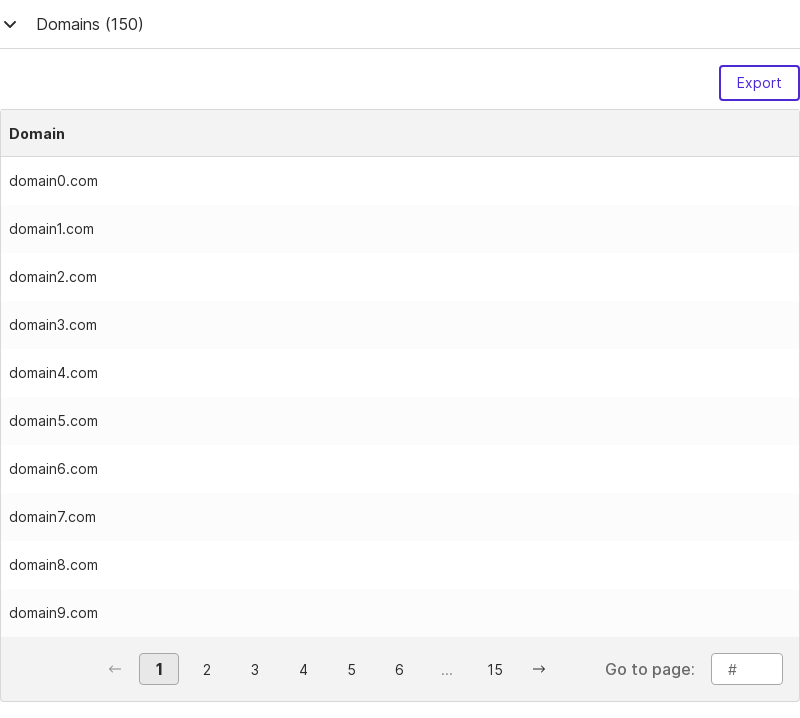 Domains (150)
Export
Domain
domain0.com
domain1.com
domain2.com
domain3.com
domain4.com
domain5.com
domain6.com
domain7.com
domain8.com
domain9.com
← 1 2 3 4 5 6 ... 15 → Go to page: #